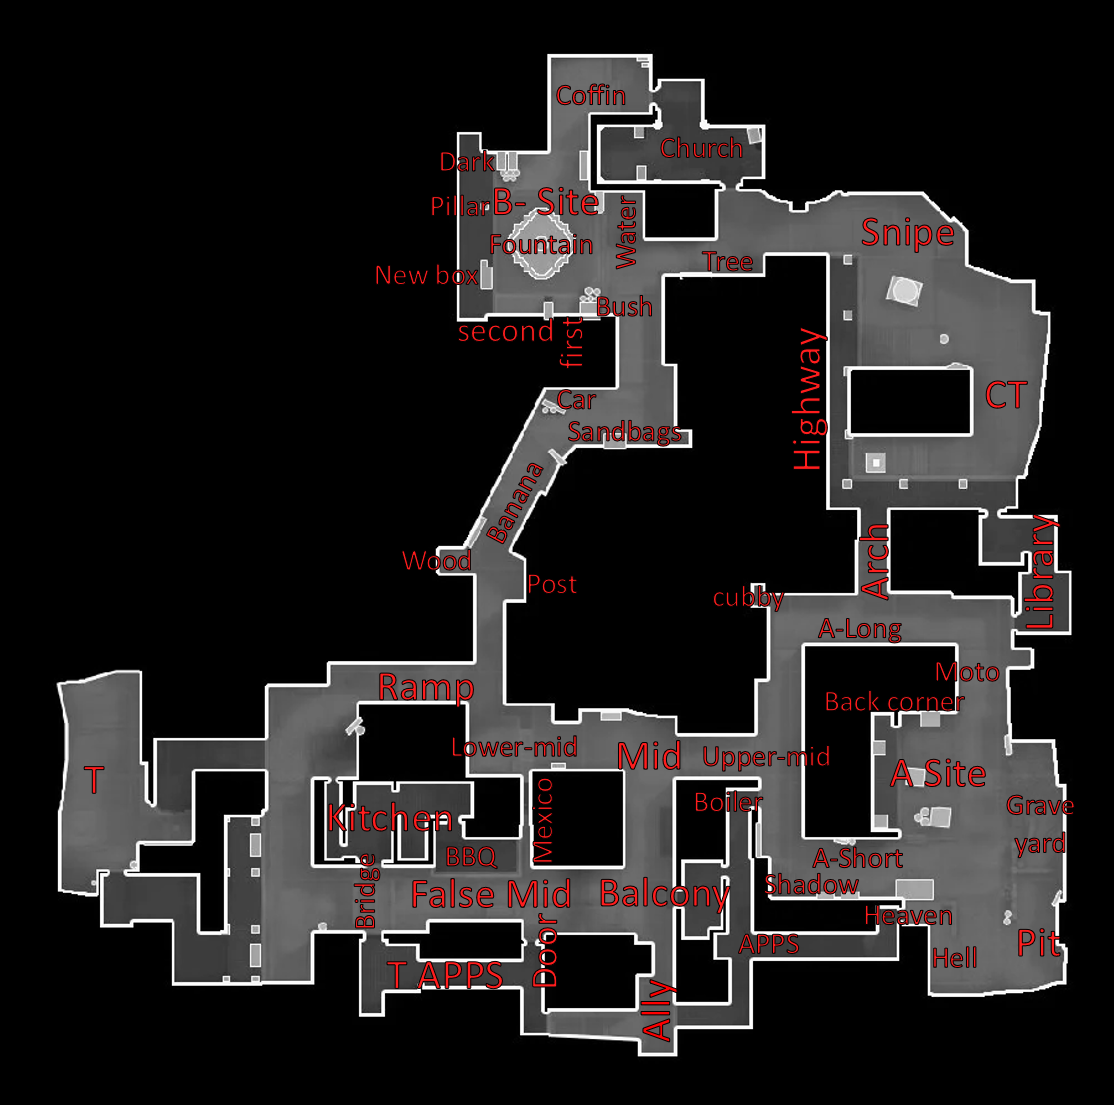 Coffin
Church
Dark
Pillar
B- Site
Water
Snipe
Fountain
Tree
New box
Bush
second
first
Highway
CT
Car
Sandbags
Banana
Wood
Post
Arch
Library
cubby
A-Long
Moto
Ramp
Back corner
Lower-mid
Mid
Upper-mid
T
A Site
Kitchen
Mexico
Boiler
Grave
yard
BBQ
A-Short
Bridge
False Mid
Balcony
Shadow
Heaven
Door
APPS
Hell
Pit
T APPS
Ally